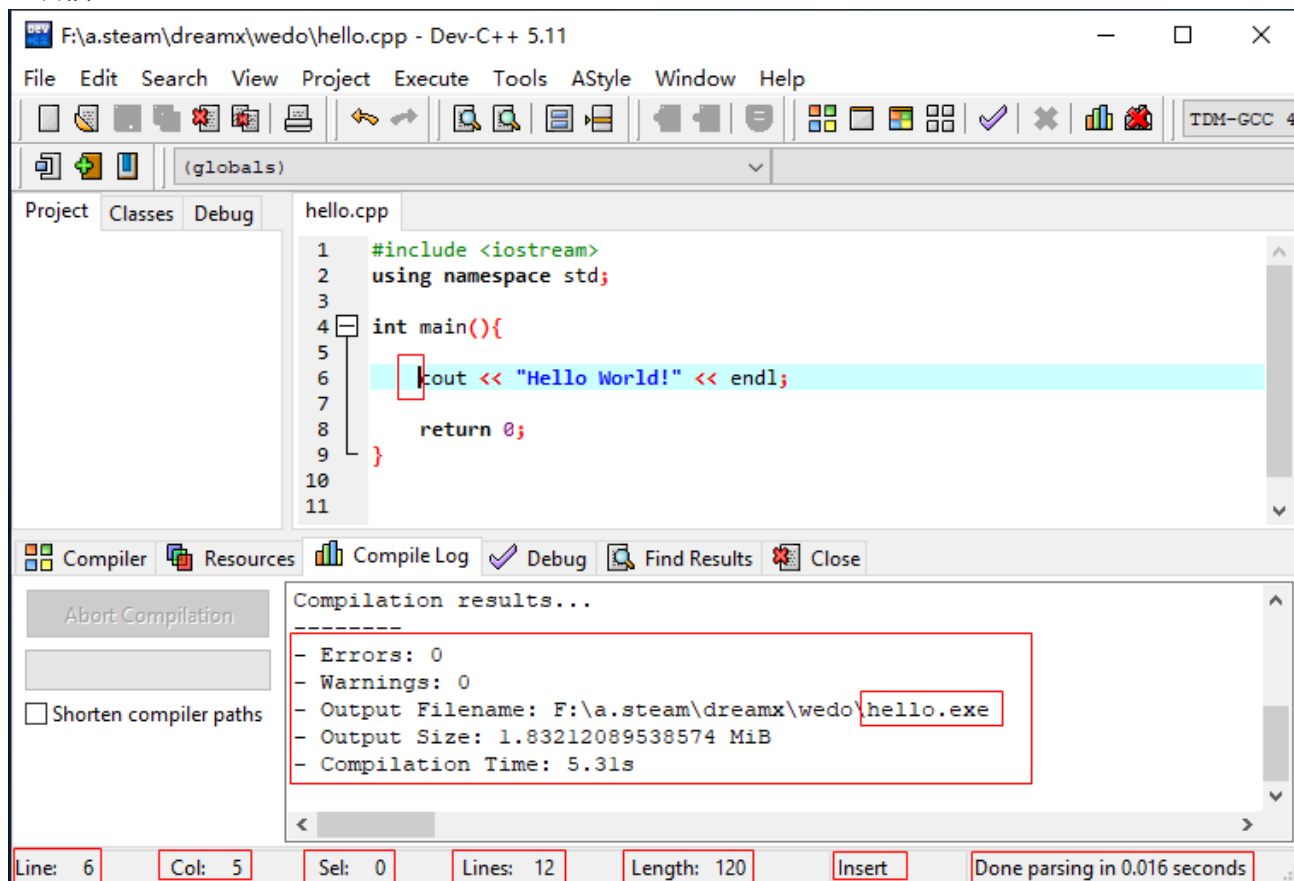 F:\a.steam\dreamx\wedo\hello.cpp - Dev-C++ 5.11
File Edit Search View Project Execute Tools AStyle Window Help
TDM-GCC 4
(globals)
Project Classes Debug hello.cpp
1 #include <iostream>
2 using namespace std;
3
4 int main(){
5
6 cout << "Hello World!" << endl;
7
8 return 0;
9 }
10
11
Compiler Resources Compile Log Debug Find Results Close
Abort Compilation
Shorten compiler paths
Compilation results...
--------
- Errors: 0
- Warnings: 0
- Output Filename: F:\a.steam\dreamx\wedo\hello.exe
- Output Size: 1.83212089538574 MiB
- Compilation Time: 5.31s
Line: 6 Col: 5 Sel: 0 Lines: 12 Length: 120 Insert Done parsing in 0.016 seconds